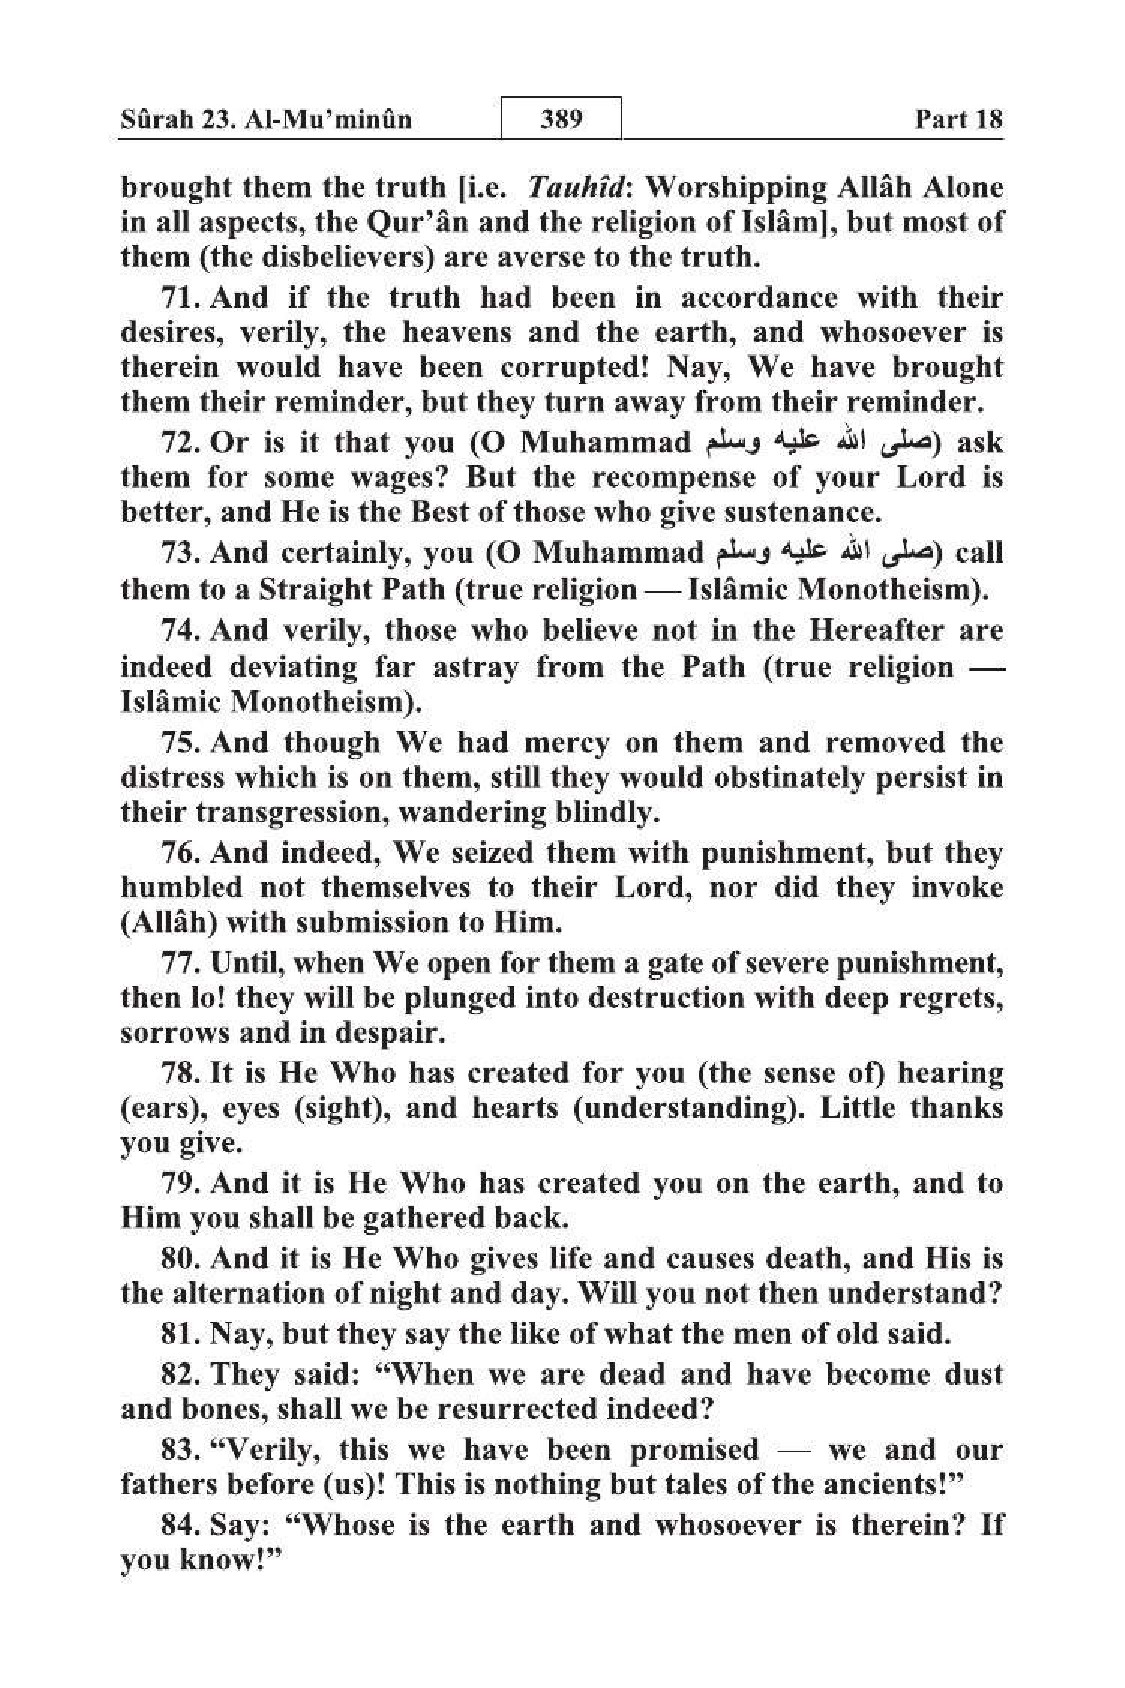 Sûrah 23. Al-Mu’minûn 389 Part 18
brought them the truth [i.e. Tauhîd: Worshipping Allâh Alone
in all aspects, the Qur’ân and the religion of Islâm], but most of
them (the disbelievers) are averse to the truth.
71. And if the truth had been in accordance with their
desires, verily, the heavens and the earth, and whosoever is
therein would have been corrupted! Nay, We have brought
them their reminder, but they turn away from their reminder.
72. Or is it that you (O Muhammad صلى الله عليه وسلم) ask
them for some wages? But the recompense of your Lord is
better, and He is the Best of those who give sustenance.
73. And certainly, you (O Muhammad صلى الله عليه وسلم) call
them to a Straight Path (true religion — Islâmic Monotheism).
74. And verily, those who believe not in the Hereafter are
indeed deviating far astray from the Path (true religion —
Islâmic Monotheism).
75. And though We had mercy on them and removed the
distress which is on them, still they would obstinately persist in
their transgression, wandering blindly.
76. And indeed, We seized them with punishment, but they
humbled not themselves to their Lord, nor did they invoke
(Allâh) with submission to Him.
77. Until, when We open for them a gate of severe punishment,
then lo! they will be plunged into destruction with deep regrets,
sorrows and in despair.
78. It is He Who has created for you (the sense of) hearing
(ears), eyes (sight), and hearts (understanding). Little thanks
you give.
79. And it is He Who has created you on the earth, and to
Him you shall be gathered back.
80. And it is He Who gives life and causes death, and His is
the alternation of night and day. Will you not then understand?
81. Nay, but they say the like of what the men of old said.
82. They said: “When we are dead and have become dust
and bones, shall we be resurrected indeed?
83. “Verily, this we have been promised — we and our
fathers before (us)! This is nothing but tales of the ancients!”
84. Say: “Whose is the earth and whosoever is therein? If
you know!”